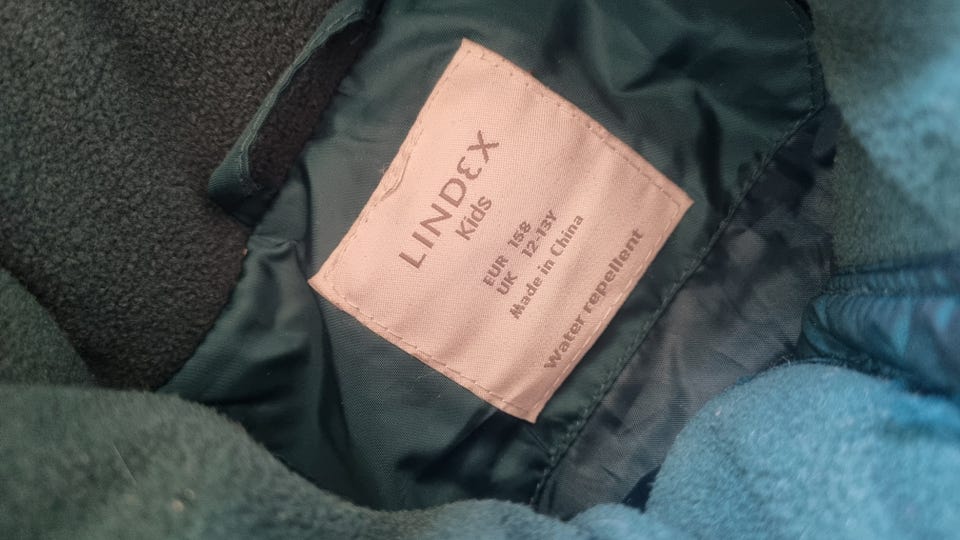 LINDEX
Kids
EUR 158
UK 12-13Y
Made in China
Water repellent